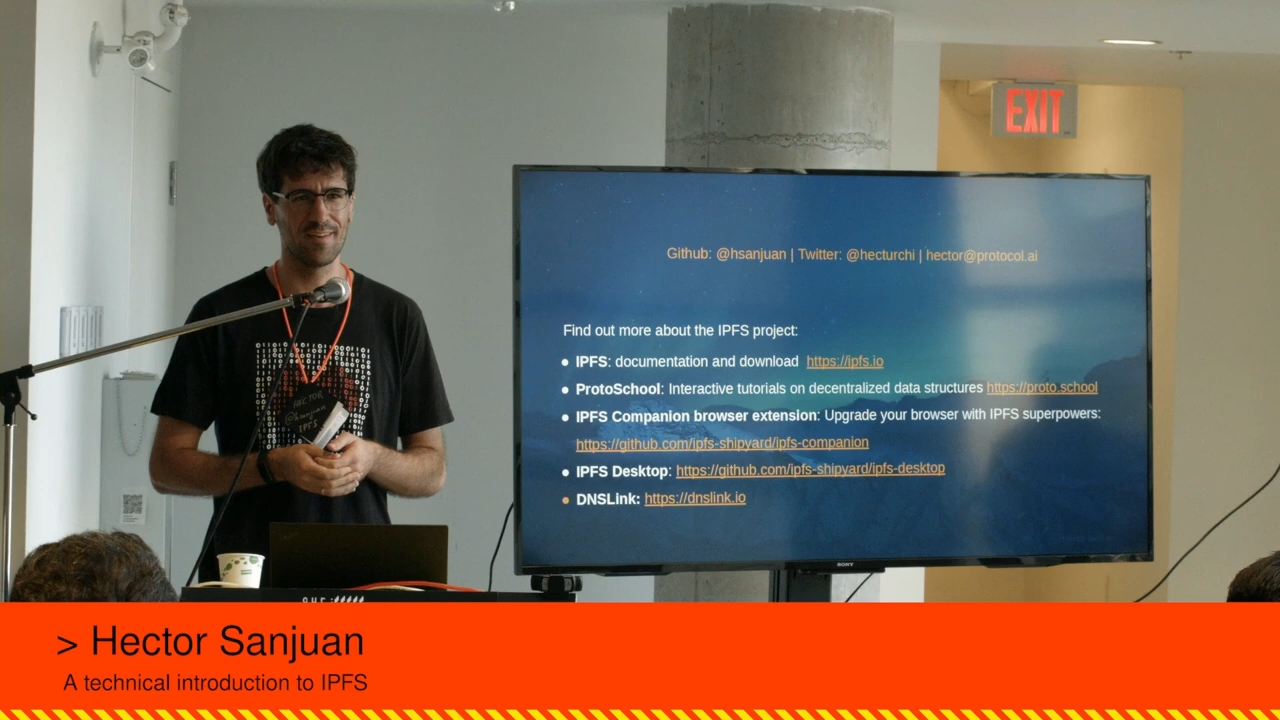 EXIT
Github: @hsanjuan | Twitter: @hecturchi | hector@protocol.ai
Find out more about the IPFS project:
● IPFS: documentation and download https://ipfs.io
● ProtoSchool: Interactive tutorials on decentralized data structures https://proto.school
● IPFS Companion browser extension: Upgrade your browser with IPFS superpowers:
https://github.com/ipfs-shipyard/ipfs-companion
● IPFS Desktop: https://github.com/ipfs-shipyard/ipfs-desktop
● DNSLink: https://dnslink.io
SONY
HECTOR
@hsanjuan
IPFS
> Hector Sanjuan
A technical introduction to IPFS